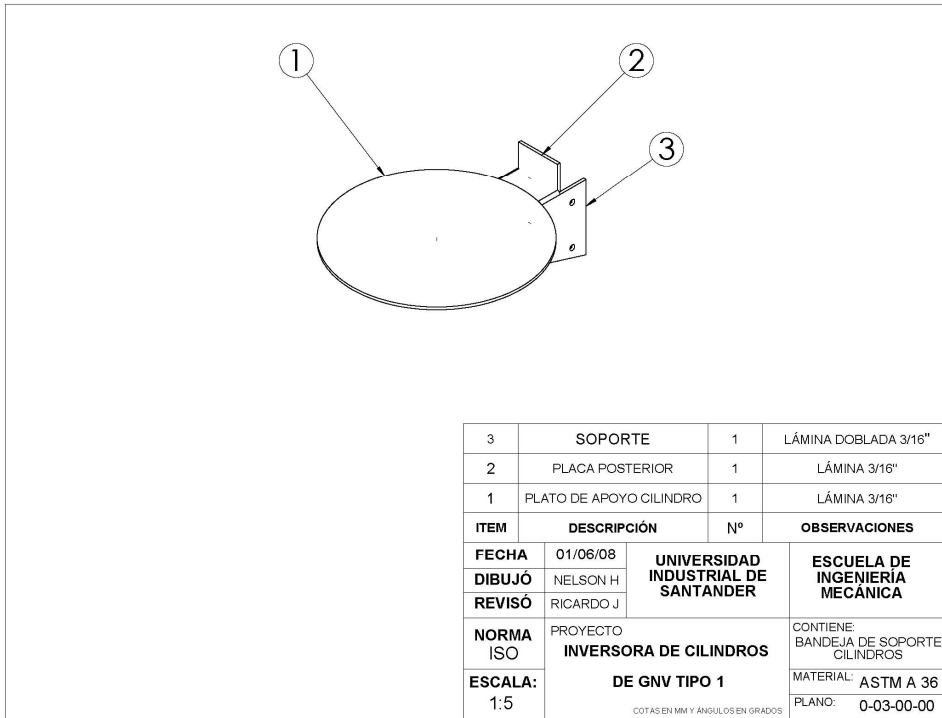 1
2
3
3 SOPORTE 1 LÁMINA DOBLADA 3/16"
2 PLACA POSTERIOR 1 LÁMINA 3/16"
1 PLATO DE APOYO CILINDRO 1 LÁMINA 3/16"
ITEM DESCRIPCIÓN Nº OBSERVACIONES
FECHA 01/06/08
DIBUJÓ NELSON H
REVISÓ RICARDO J
UNIVERSIDAD
INDUSTRIAL DE
SANTANDER
ESCUELA DE
INGENIERÍA
MECÁNICA
NORMA
ISO
ESCALA:
1:5
PROYECTO
INVERSORA DE CILINDROS
DE GNV TIPO 1
COTAS EN MM Y ÁNGULOS EN GRADOS
CONTIENE:
BANDEJA DE SOPORTE
CILINDROS
MATERIAL: ASTM A 36
PLANO: 0-03-00-00